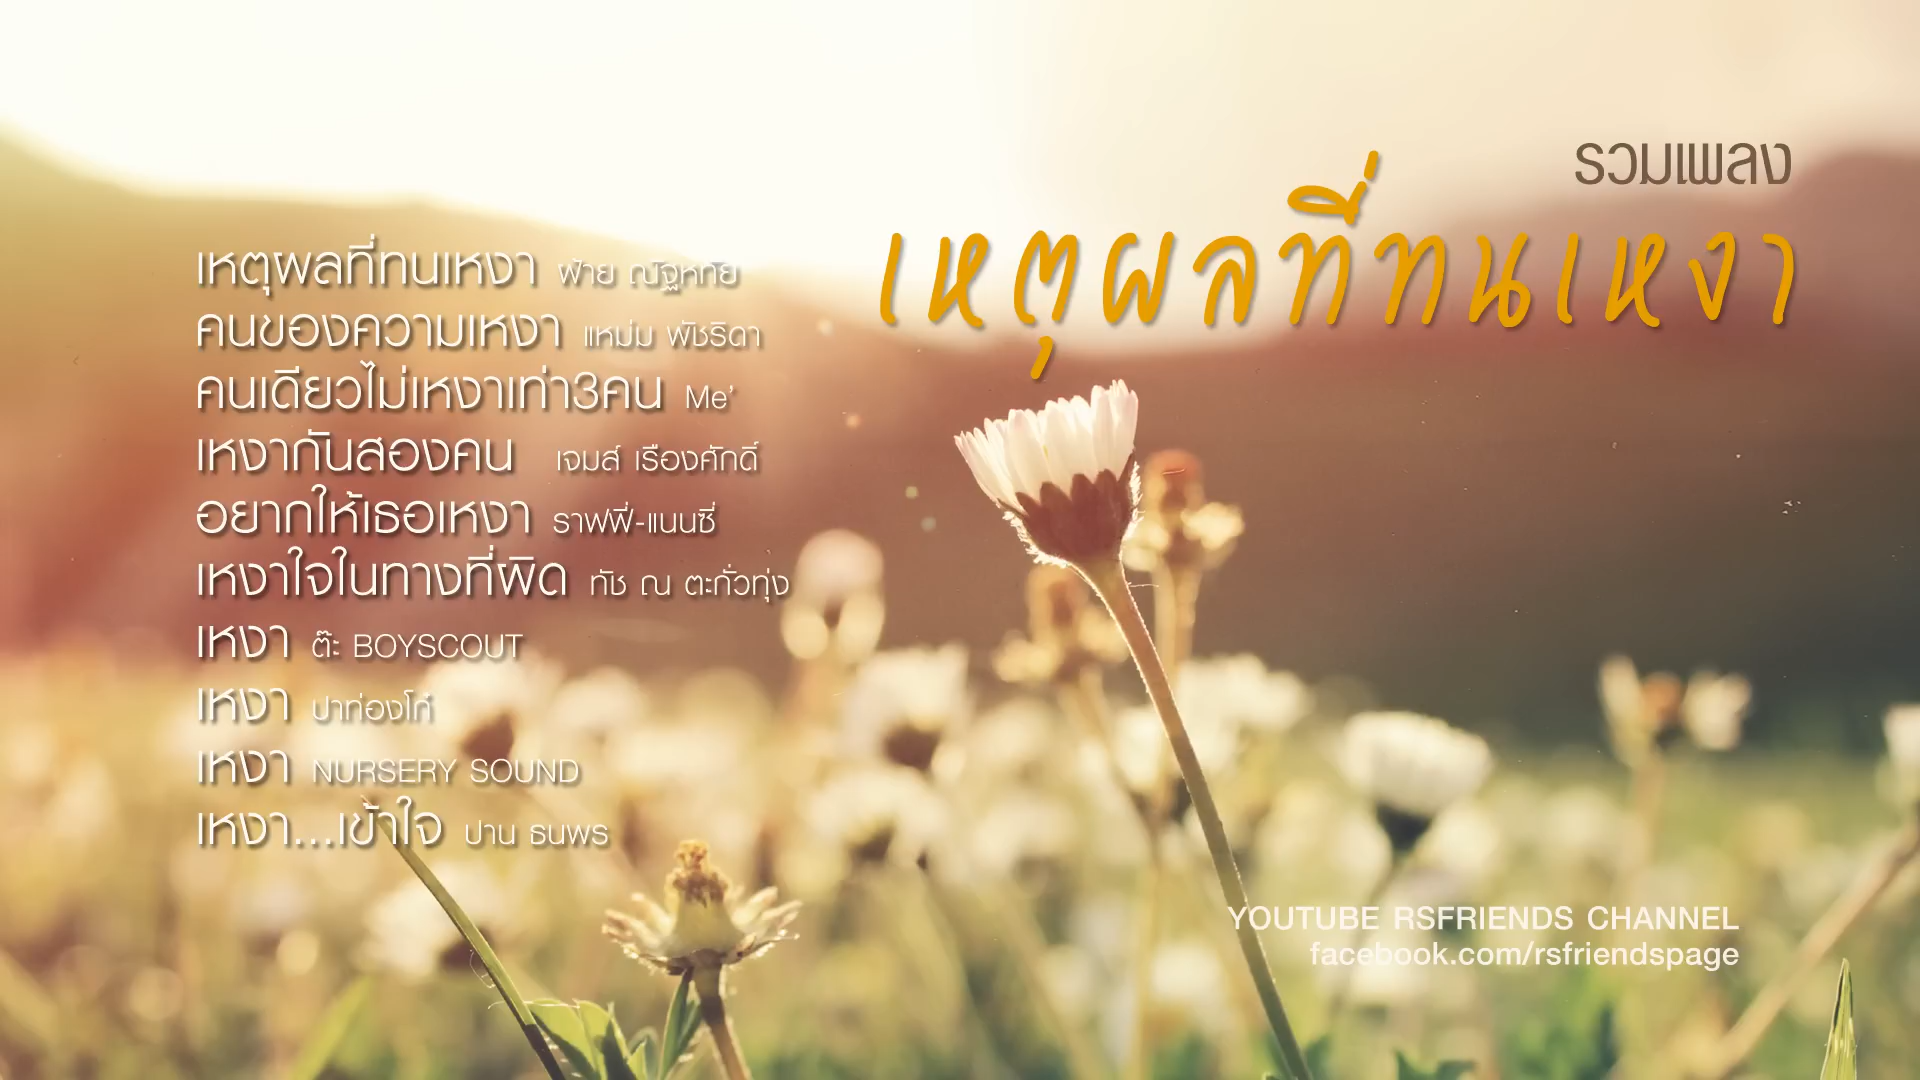 รวมเพลง
เหตุผลที่ทนเหงา
เหตุผลที่ทนเหงา ฝ้าย ณัฐหทัย
คนของความเหงา แหม่ม พัชริดา
คนเดียวไม่เหงาเท่า3คน Me’
เหงากันสองคน เจมส์ เรืองศักดิ์
อยากให้เธอเหงา ราฟฟี่-แนนซี่
เหงาใจในทางที่ผิด ทัช ณ ตะกั่วทุ่ง
เหงา ต๊ะ BOYSCOUT
เหงา ปาท่องโก๋
เหงา NURSERY SOUND
เหงา...เข้าใจ ปาน ธนพร
YOUTUBE RSFRIENDS CHANNEL
facebook.com/rsfriendspage